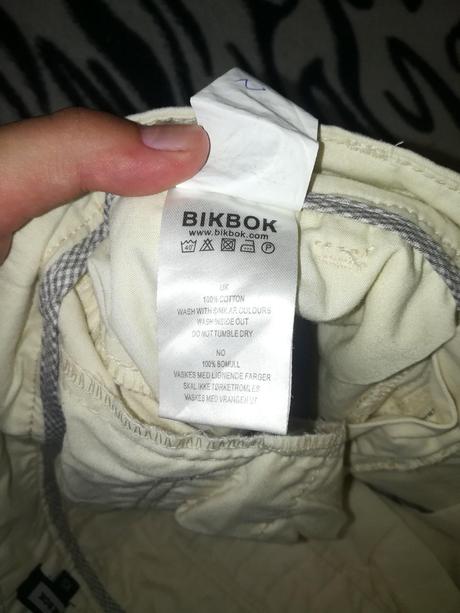 BIKBOK
www.bikbok.com
40
P
UK
100% COTTON
WASH WITH SIMILAR COLOURS
WASH INSIDE OUT
DO NOT TUMBLE DRY
NO
100% BOMULL
VASKES MED LIGNENDE FARGER
SKAL IKKE TØRKETROMLES
VASKES MED VRANGEN UT